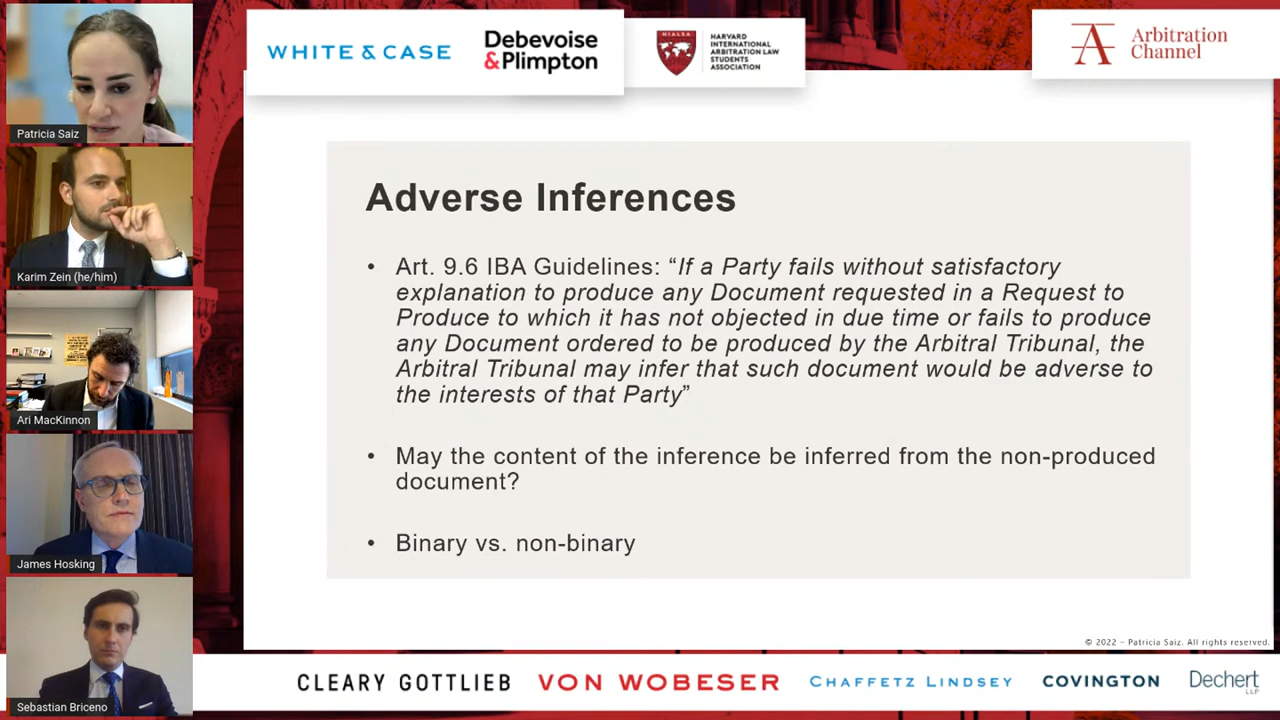 WHITE & CASE
Debevoise
&Plimpton
HIALSA
HARVARD
INTERNATIONAL
ARBITRATION LAW
STUDENTS
ASSOCIATION
Arbitration
Channel
Patricia Saiz
Karim Zein (he/him)
Ari MacKinnon
James Hosking
Sebastian Briceno
Adverse Inferences
• Art. 9.6 IBA Guidelines: “If a Party fails without satisfactory
explanation to produce any Document requested in a Request to
Produce to which it has not objected in due time or fails to produce
any Document ordered to be produced by the Arbitral Tribunal, the
Arbitral Tribunal may infer that such document would be adverse to
the interests of that Party”
• May the content of the inference be inferred from the non-produced
document?
• Binary vs. non-binary
© 2022 – Patricia Saiz. All rights reserved.
CLEARY GOTTLIEB
VON WOBESER
CHAFFETZ LINDSEY
COVINGTON
Dechert
LLP